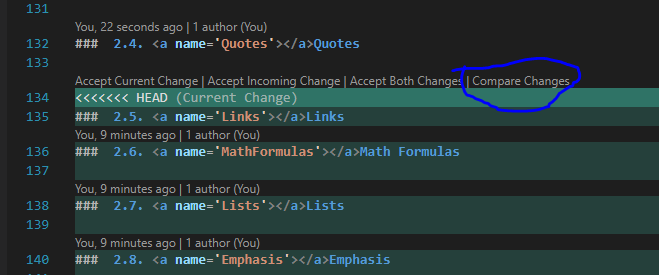 131
You, 22 seconds ago | 1 author (You)
132 ### 2.4. <a name='Quotes'></a>Quotes
133
Accept Current Change | Accept Incoming Change | Accept Both Changes | Compare Changes
134 <<<<<<< HEAD (Current Change)
135 ### 2.5. <a name='Links'></a>Links
You, 9 minutes ago | 1 author (You)
136 ### 2.6. <a name='MathFormulas'></a>Math Formulas
137
You, 9 minutes ago | 1 author (You)
138 ### 2.7. <a name='Lists'></a>Lists
139
You, 9 minutes ago | 1 author (You)
140 ### 2.8. <a name='Emphasis'></a>Emphasis